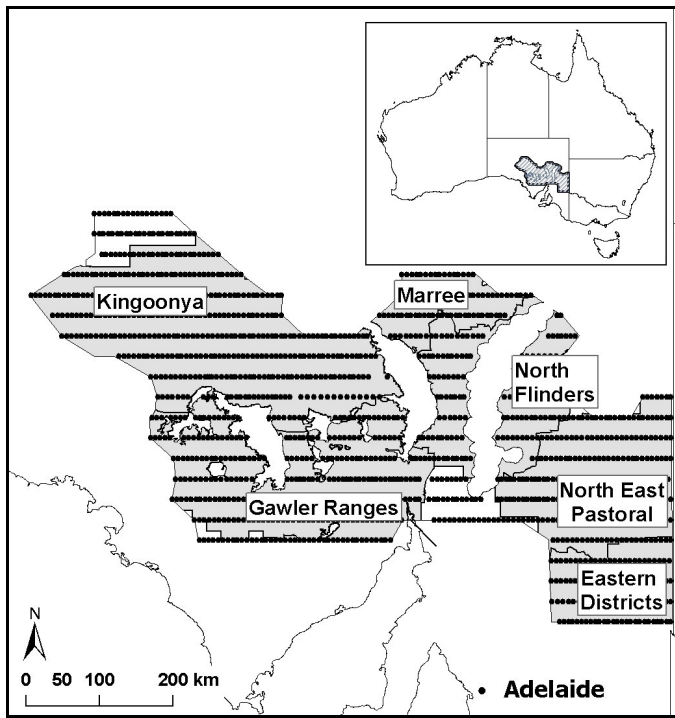 Kingoonya
Marree
North
Flinders
Gawler Ranges
North East
Pastoral
Eastern
Districts
N
0 50 100 200 km
Adelaide